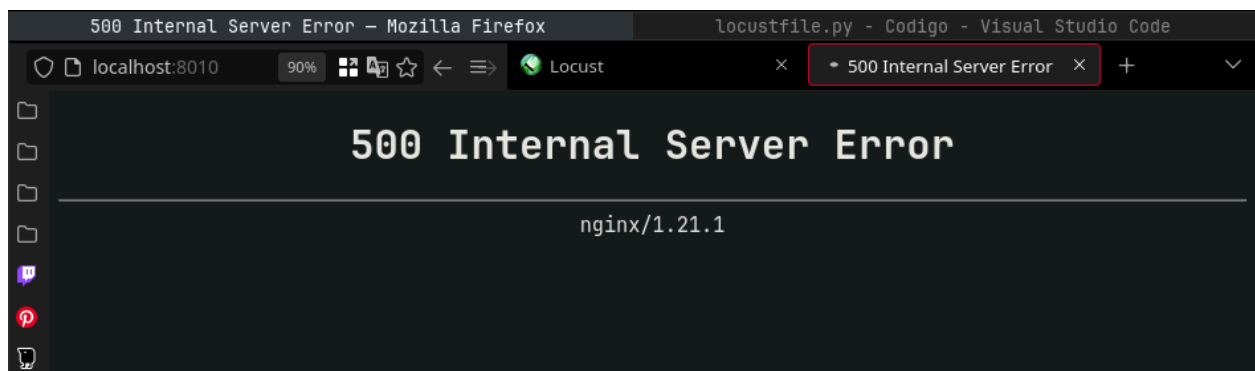 500 Internal Server Error — Mozilla Firefox
locustfile.py - Codigo - Visual Studio Code
localhost:8010
90%
Locust
500 Internal Server Error
500 Internal Server Error
nginx/1.21.1